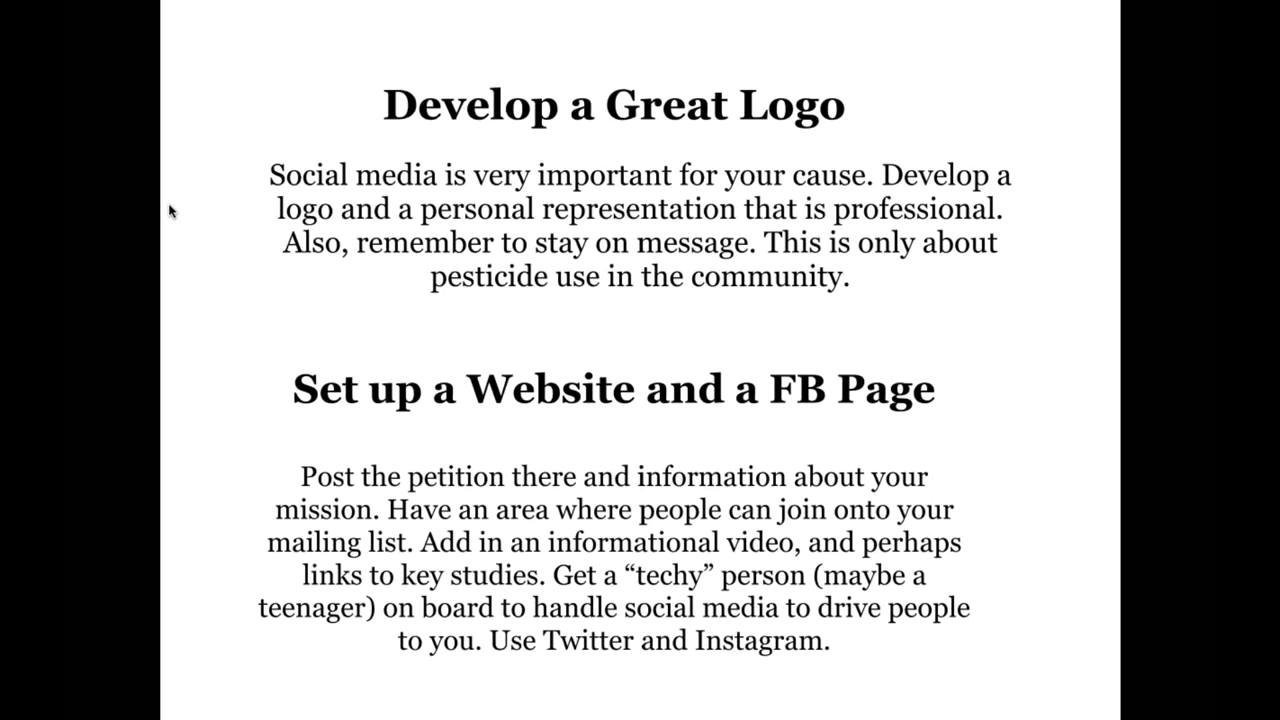 Develop a Great Logo
Social media is very important for your cause. Develop a
logo and a personal representation that is professional.
Also, remember to stay on message. This is only about
pesticide use in the community.
Set up a Website and a FB Page
Post the petition there and information about your
mission. Have an area where people can join onto your
mailing list. Add in an informational video, and perhaps
links to key studies. Get a “techy” person (maybe a
teenager) on board to handle social media to drive people
to you. Use Twitter and Instagram.